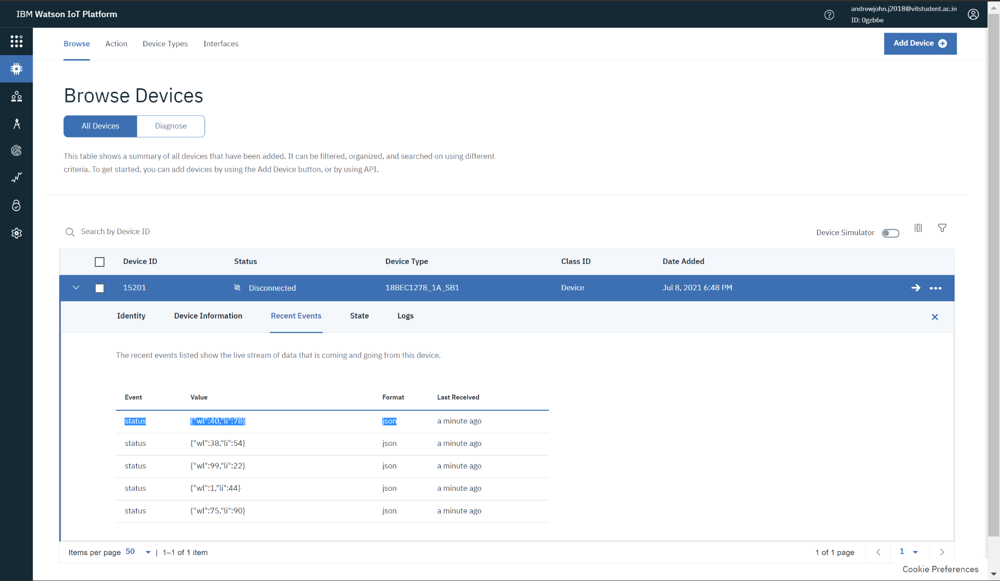 IBM Watson IoT Platform
andrewjohn.j2018@vitstudent.ac.in
ID: 0gzb6e
Browse Action Device Types Interfaces
Add Device
Browse Devices
All Devices Diagnose
This table shows a summary of all devices that have been added. It can be filtered, organized, and searched on using different
criteria. To get started, you can add devices by using the Add Device button, or by using API.
Search by Device ID
Device Simulator
Device ID Status Device Type Class ID Date Added
15201 Disconnected 18BEC1278_1A_SB1 Device Jul 8, 2021 6:48 PM
Identity Device Information Recent Events State Logs
The recent events listed show the live stream of data that is coming and going from this device.
Event Value Format Last Received
status {"wl":40,"li":78} json a minute ago
status {"wl":38,"li":54} json a minute ago
status {"wl":99,"li":22} json a minute ago
status {"wl":1,"li":44} json a minute ago
status {"wl":75,"li":90} json a minute ago
Items per page 50 | 1–1 of 1 item 1 of 1 page 1
Cookie Preferences